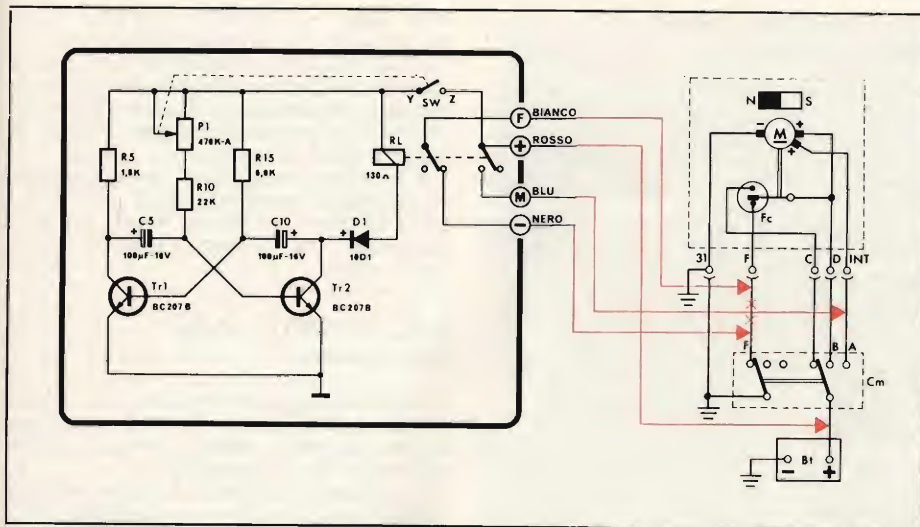 Y SW Z
F BIANCO
+ ROSSO
M BLU
− NERO
P1
470K-A
R5
1,8K
R10
22K
R15
6,8K
RL
130Ω
C5
+
100µF-16V
C10
+
100µF-16V
D1
+
10D1
Tr1
BC207B
Tr2
BC207B
N S
− M +
+
Fc
31 F C D INT
F B A
Cm
Bt
− +